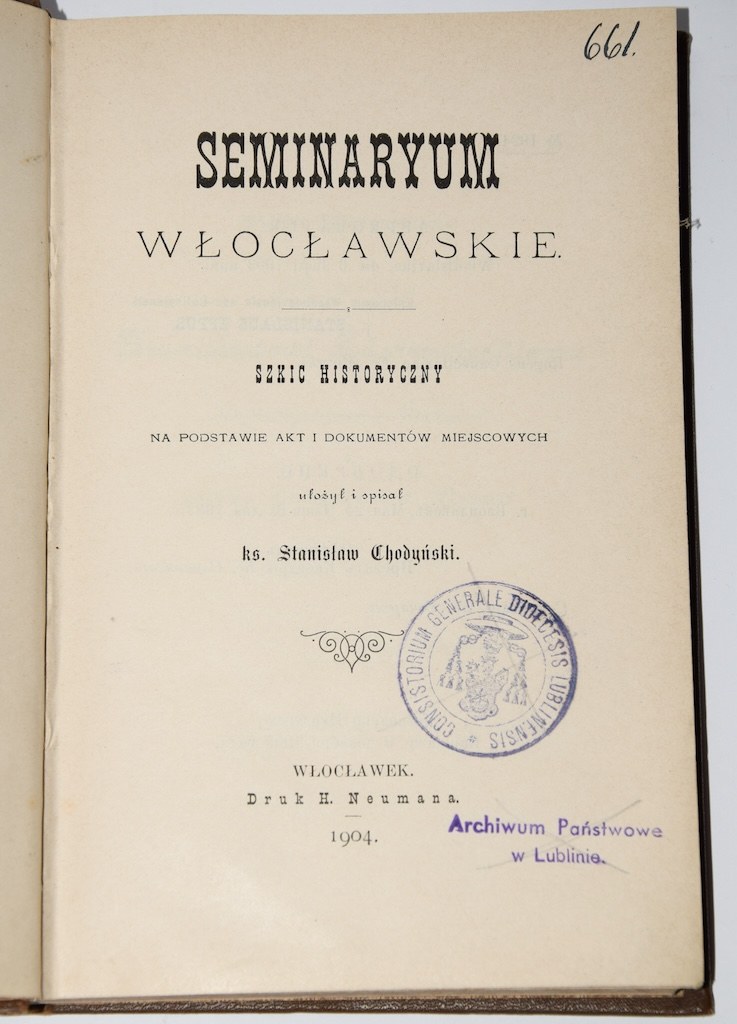 661.
SEMINARYUM
WŁOCŁAWSKIE.
SZKIC HISTORYCZNY
NA PODSTAWIE AKT I DOKUMENTÓW MIEJSCOWYCH
ułożył i spisał
ks. Stanisław Chodyński.
CONSISTORIUM GENERALE DIOECESIS LUBLINENSIS *
WŁOCŁAWEK.
Druk H. Neumana.
1904.
Archiwum Państwowe
w Lublinie.